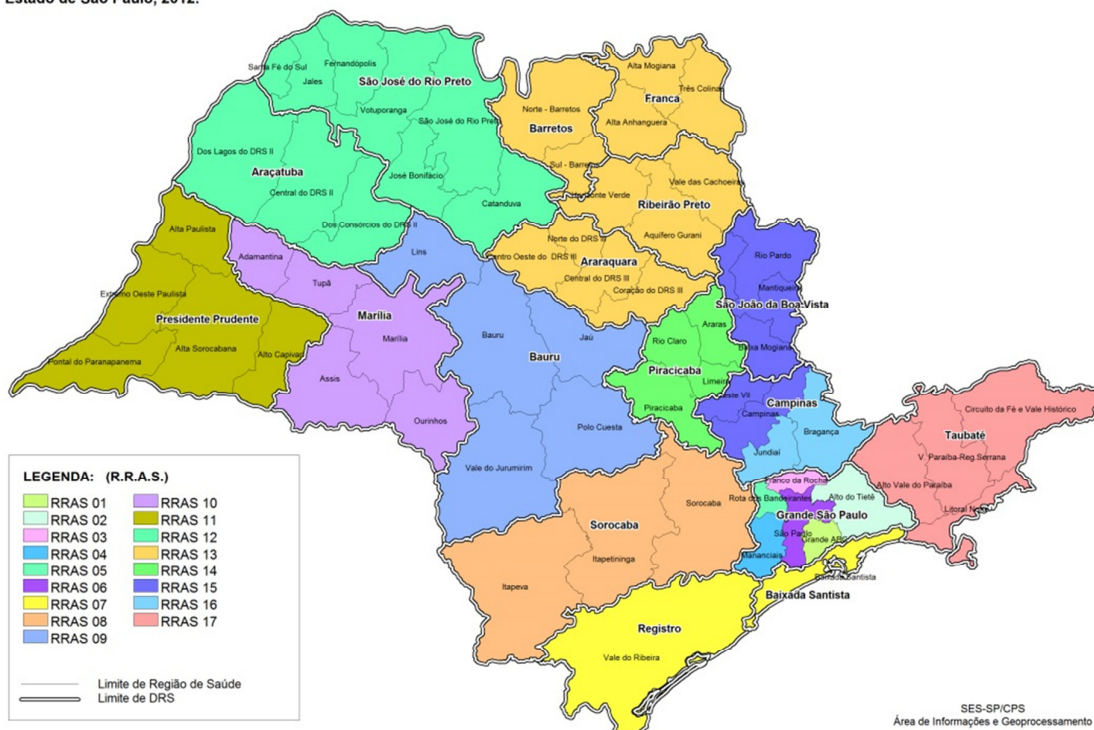 Estado de São Paulo, 2012.
Santa Fé do Sul
Fernandópolis
Jales
São José do Rio Preto
Votuporanga
São José do Rio Preto
José Bonifácio
Catanduva
Dos Lagos do DRS II
Araçatuba
Central do DRS II
Dos Consórcios do DRS II
Norte - Barretos
Barretos
Sul - Barretos
Alta Mogiana
Três Colinas
Franca
Alta Anhanguera
Horizonte Verde
Vale das Cachoeiras
Ribeirão Preto
Aquífero Gurani
Norte do DRS III
Centro Oeste do DRS III
Araraquara
Central do DRS III
Coração do DRS III
Alta Paulista
Extremo Oeste Paulista
Presidente Prudente
Alta Sorocabana
Alto Capivari
Pontal do Paranapanema
Adamantina
Tupã
Marília
Marília
Assis
Ourinhos
Lins
Bauru
Jaú
Bauru
Polo Cuesta
Vale do Jurumirim
Rio Pardo
Mantiqueira
São João da Boa Vista
Baixa Mogiana
Araras
Rio Claro
Piracicaba
Limeira
Piracicaba
Oeste VII
Campinas
Campinas
Bragança
Jundiaí
Circuito da Fé e Vale Histórico
Taubaté
V. Paraíba-Reg.Serrana
Alto Vale do Paraíba
Litoral Norte
Franco da Rocha
Rota dos Bandeirantes
Alto do Tietê
Grande São Paulo
São Paulo
Grande ABC
Mananciais
Sorocaba
Sorocaba
Itapetininga
Itapeva
Baixada Santista
Baixada Santista
Registro
Vale do Ribeira
LEGENDA: (R.R.A.S.)
RRAS 01
RRAS 02
RRAS 03
RRAS 04
RRAS 05
RRAS 06
RRAS 07
RRAS 08
RRAS 09
RRAS 10
RRAS 11
RRAS 12
RRAS 13
RRAS 14
RRAS 15
RRAS 16
RRAS 17
Limite de Região de Saúde
Limite de DRS
SES-SP/CPS
Área de Informações e Geoprocessamento